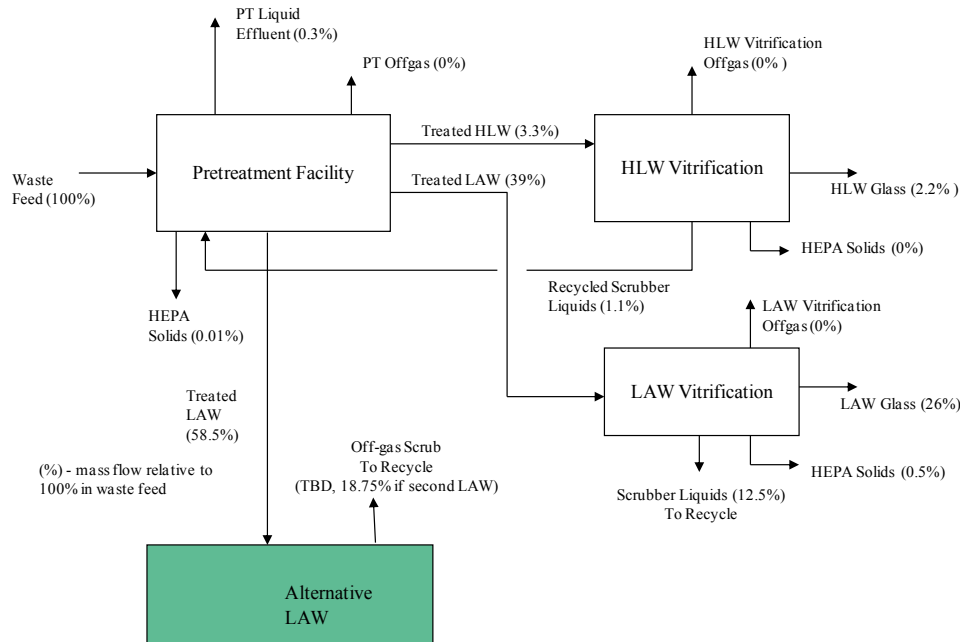 PT Liquid
Effluent (0.3%)
PT Offgas (0%)
HLW Vitrification
Offgas (0% )
Treated HLW (3.3%)
Waste
Feed (100%)
Pretreatment Facility
Treated LAW (39%)
HLW Vitrification
HLW Glass (2.2% )
HEPA Solids (0%)
Recycled Scrubber
Liquids (1.1%)
HEPA
Solids (0.01%)
LAW Vitrification
Offgas (0%)
LAW Vitrification
LAW Glass (26%)
Treated
LAW
(58.5%)
(%) - mass flow relative to
100% in waste feed
Off-gas Scrub
To Recycle
(TBD, 18.75% if second LAW)
HEPA Solids (0.5%)
Scrubber Liquids (12.5%)
To Recycle
Alternative
LAW